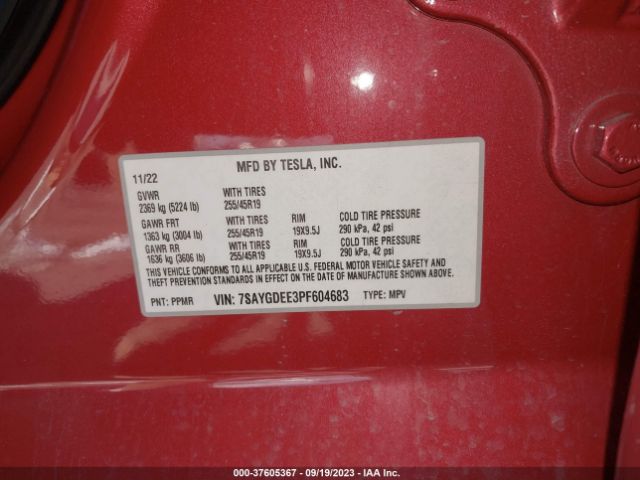 MFD BY TESLA, INC.
11/22
GVWR WITH TIRES
2369 kg (5224 lb) 255/45R19
GAWR FRT WITH TIRES RIM COLD TIRE PRESSURE
1363 kg (3004 lb) 255/45R19 19X9.5J 290 kPa, 42 psi
GAWR RR WITH TIRES RIM COLD TIRE PRESSURE
1636 kg (3606 lb) 255/45R19 19X9.5J 290 kPa, 42 psi
THIS VEHICLE CONFORMS TO ALL APPLICABLE U.S. FEDERAL MOTOR VEHICLE SAFETY AND
THEFT PREVENTION STANDARDS IN EFFECT ON THE DATE OF MANUFACTURE SHOWN ABOVE.
PNT: PPMR VIN: 7SAYGDEE3PF604683 TYPE: MPV
000-37605367 - 09/19/2023 - IAA Inc.